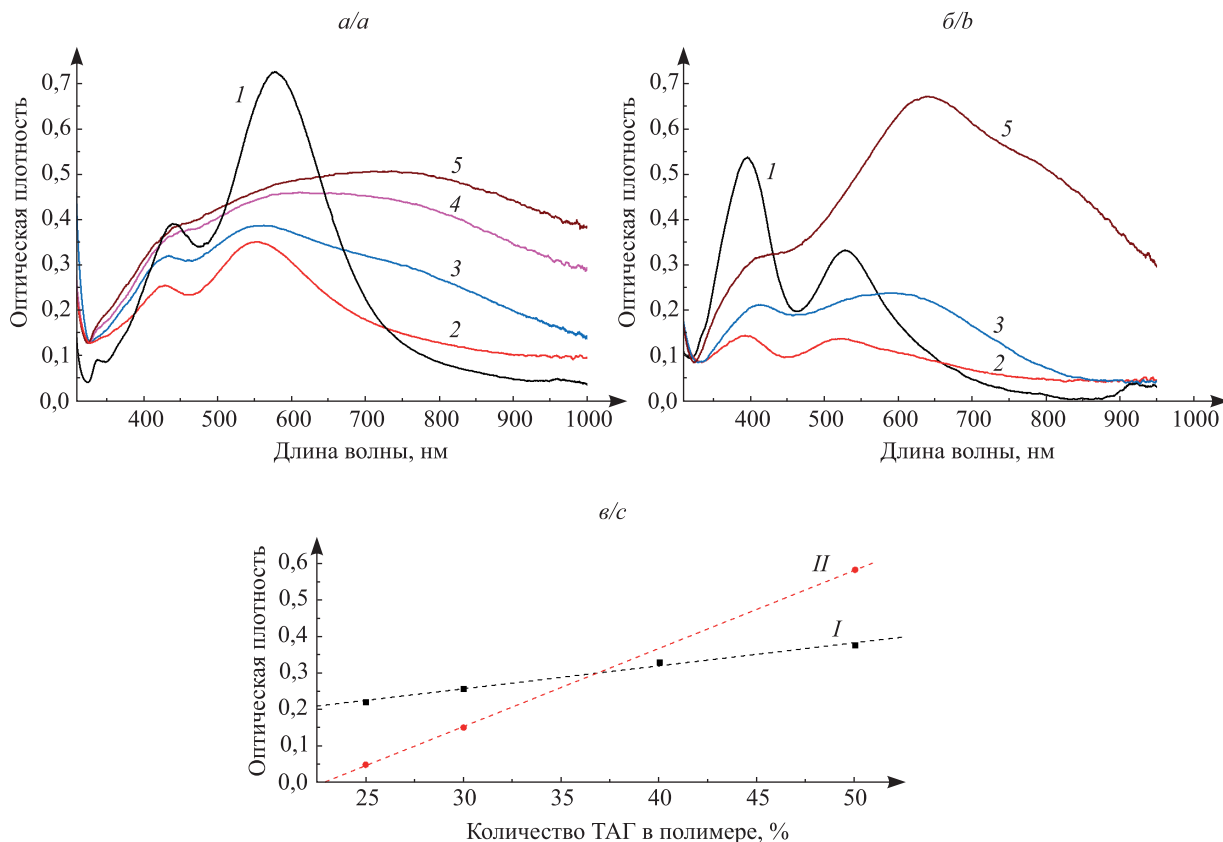 а/a
Оптическая плотность
0,7
0,6
0,5
0,4
0,3
0,2
0,1
0,0
1
5
4
3
2
400 500 600 700 800 900 1000
Длина волны, нм
б/b
Оптическая плотность
0,7
0,6
0,5
0,4
0,3
0,2
0,1
0,0
1
5
3
2
400 500 600 700 800 900 1000
Длина волны, нм
в/c
Оптическая плотность
0,6
0,5
0,4
0,3
0,2
0,1
0,0
II
I
25 30 35 40 45 50
Количество ТАГ в полимере, %